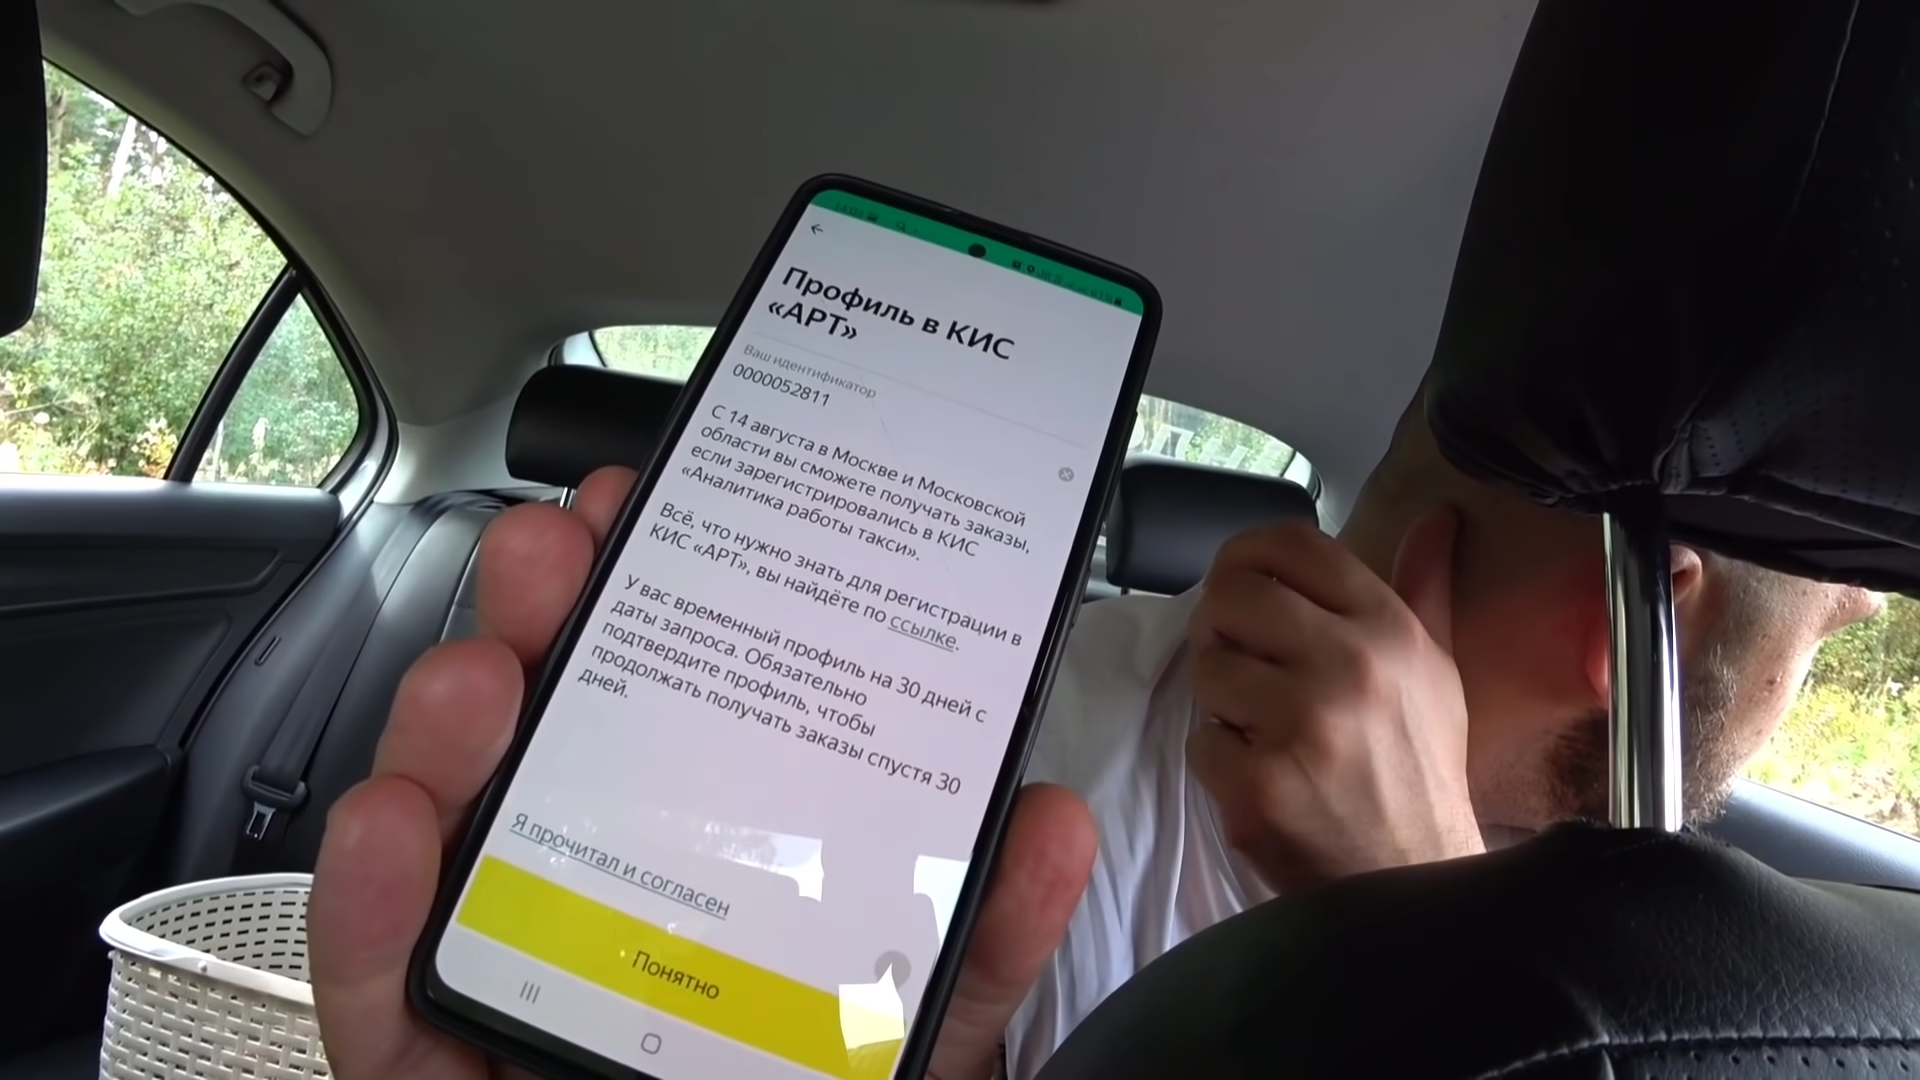 Профиль в КИС
«АРТ»
Ваш идентификатор
0000052811
С 14 августа в Москве и Московской
области вы сможете получать заказы,
если зарегистрировались в КИС
«Аналитика работы такси».
Всё, что нужно знать для регистрации в
КИС «АРТ», вы найдёте по ссылке.
У вас временный профиль на 30 дней с
даты запроса. Обязательно
подтвердите профиль, чтобы
продолжать получать заказы спустя 30
дней.
Я прочитал и согласен
Понятно